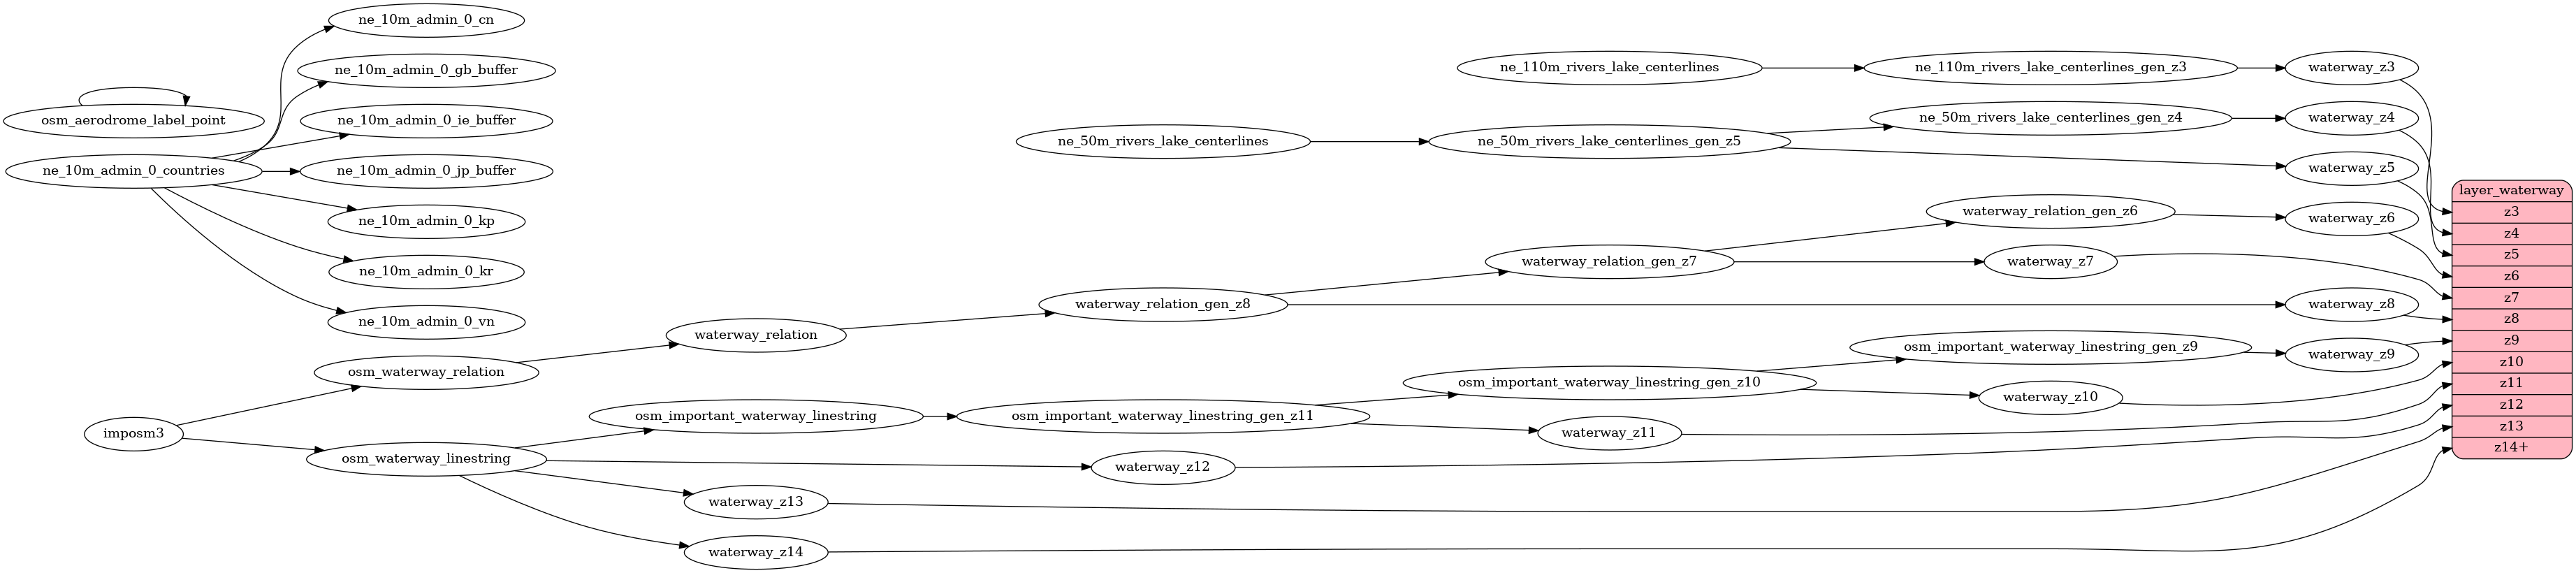 ne_10m_admin_0_cn
ne_10m_admin_0_gb_buffer
osm_aerodrome_label_point
ne_10m_admin_0_ie_buffer
ne_10m_admin_0_countries
ne_10m_admin_0_jp_buffer
ne_10m_admin_0_kp
ne_10m_admin_0_kr
ne_10m_admin_0_vn
ne_110m_rivers_lake_centerlines
ne_110m_rivers_lake_centerlines_gen_z3
waterway_z3
ne_50m_rivers_lake_centerlines
ne_50m_rivers_lake_centerlines_gen_z5
ne_50m_rivers_lake_centerlines_gen_z4
waterway_z4
waterway_z5
imposm3
osm_waterway_relation
waterway_relation
waterway_relation_gen_z8
waterway_relation_gen_z7
waterway_relation_gen_z6
waterway_z6
waterway_z7
waterway_z8
osm_waterway_linestring
osm_important_waterway_linestring
osm_important_waterway_linestring_gen_z11
osm_important_waterway_linestring_gen_z10
osm_important_waterway_linestring_gen_z9
waterway_z9
waterway_z10
waterway_z11
waterway_z12
waterway_z13
waterway_z14
layer_waterway
z3
z4
z5
z6
z7
z8
z9
z10
z11
z12
z13
z14+